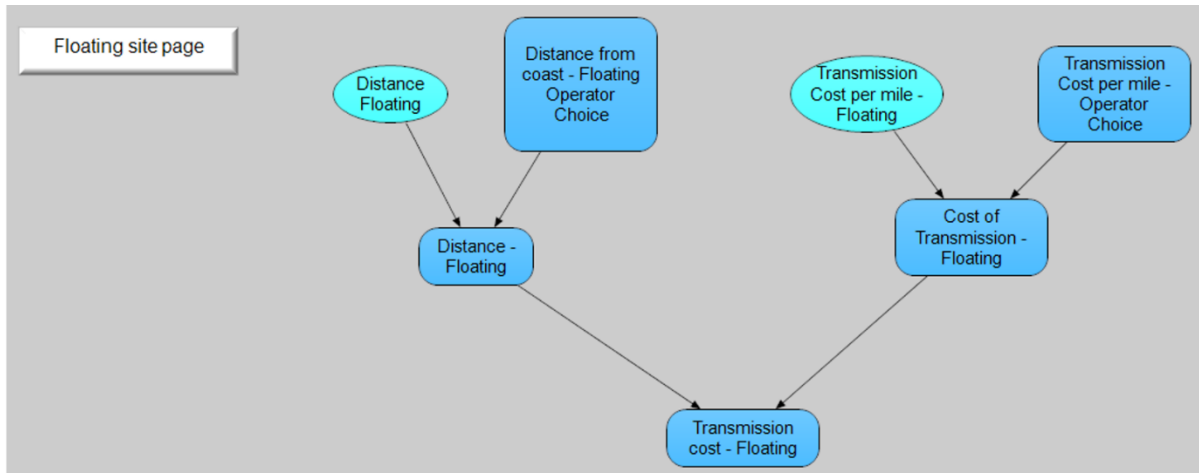 Floating site page
Distance
Floating
Distance from
coast - Floating
Operator
Choice
Transmission
Cost per mile -
Floating
Transmission
Cost per mile -
Operator
Choice
Distance -
Floating
Cost of
Transmission -
Floating
Transmission
cost - Floating